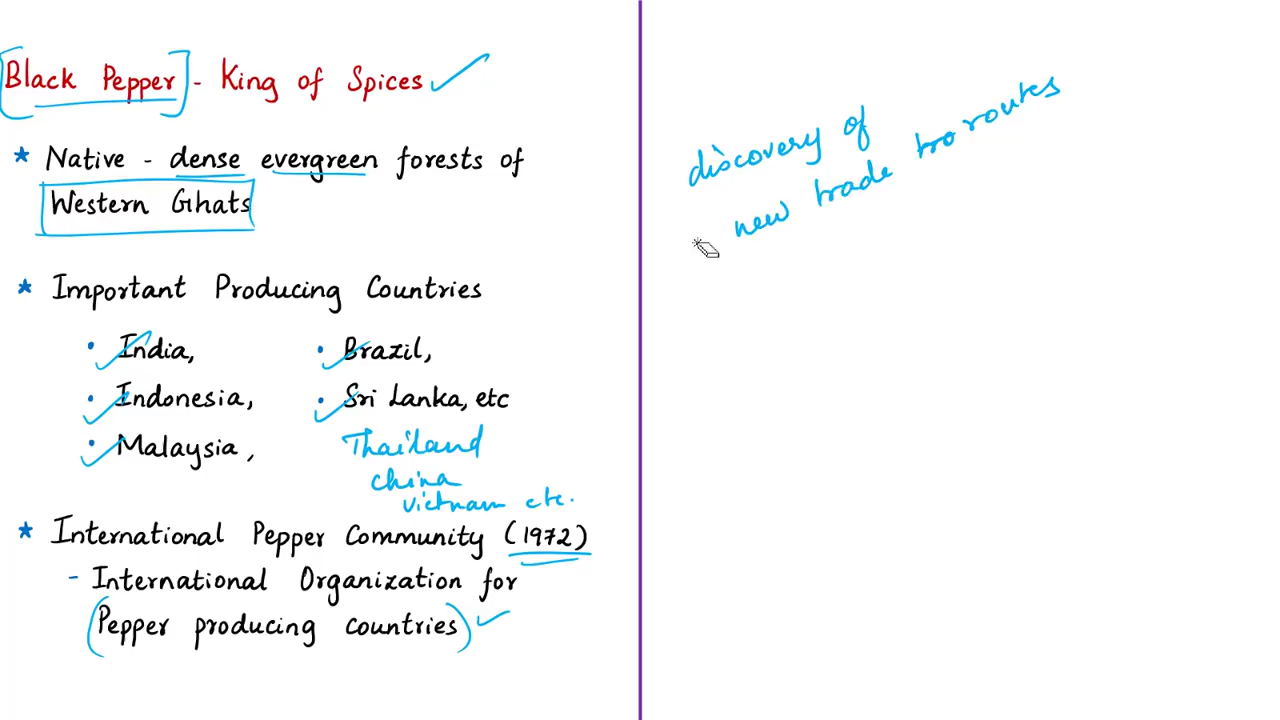 Black Pepper - King of Spices
* Native - dense evergreen forests of
Western Ghats
* Important Producing Countries
• India,
• Indonesia,
• Malaysia,
• Brazil,
• Sri Lanka, etc
Thailand
china
vietnam etc.
* International Pepper Community (1972)
- International Organization for
(Pepper producing countries)
discovery of
new trade routes